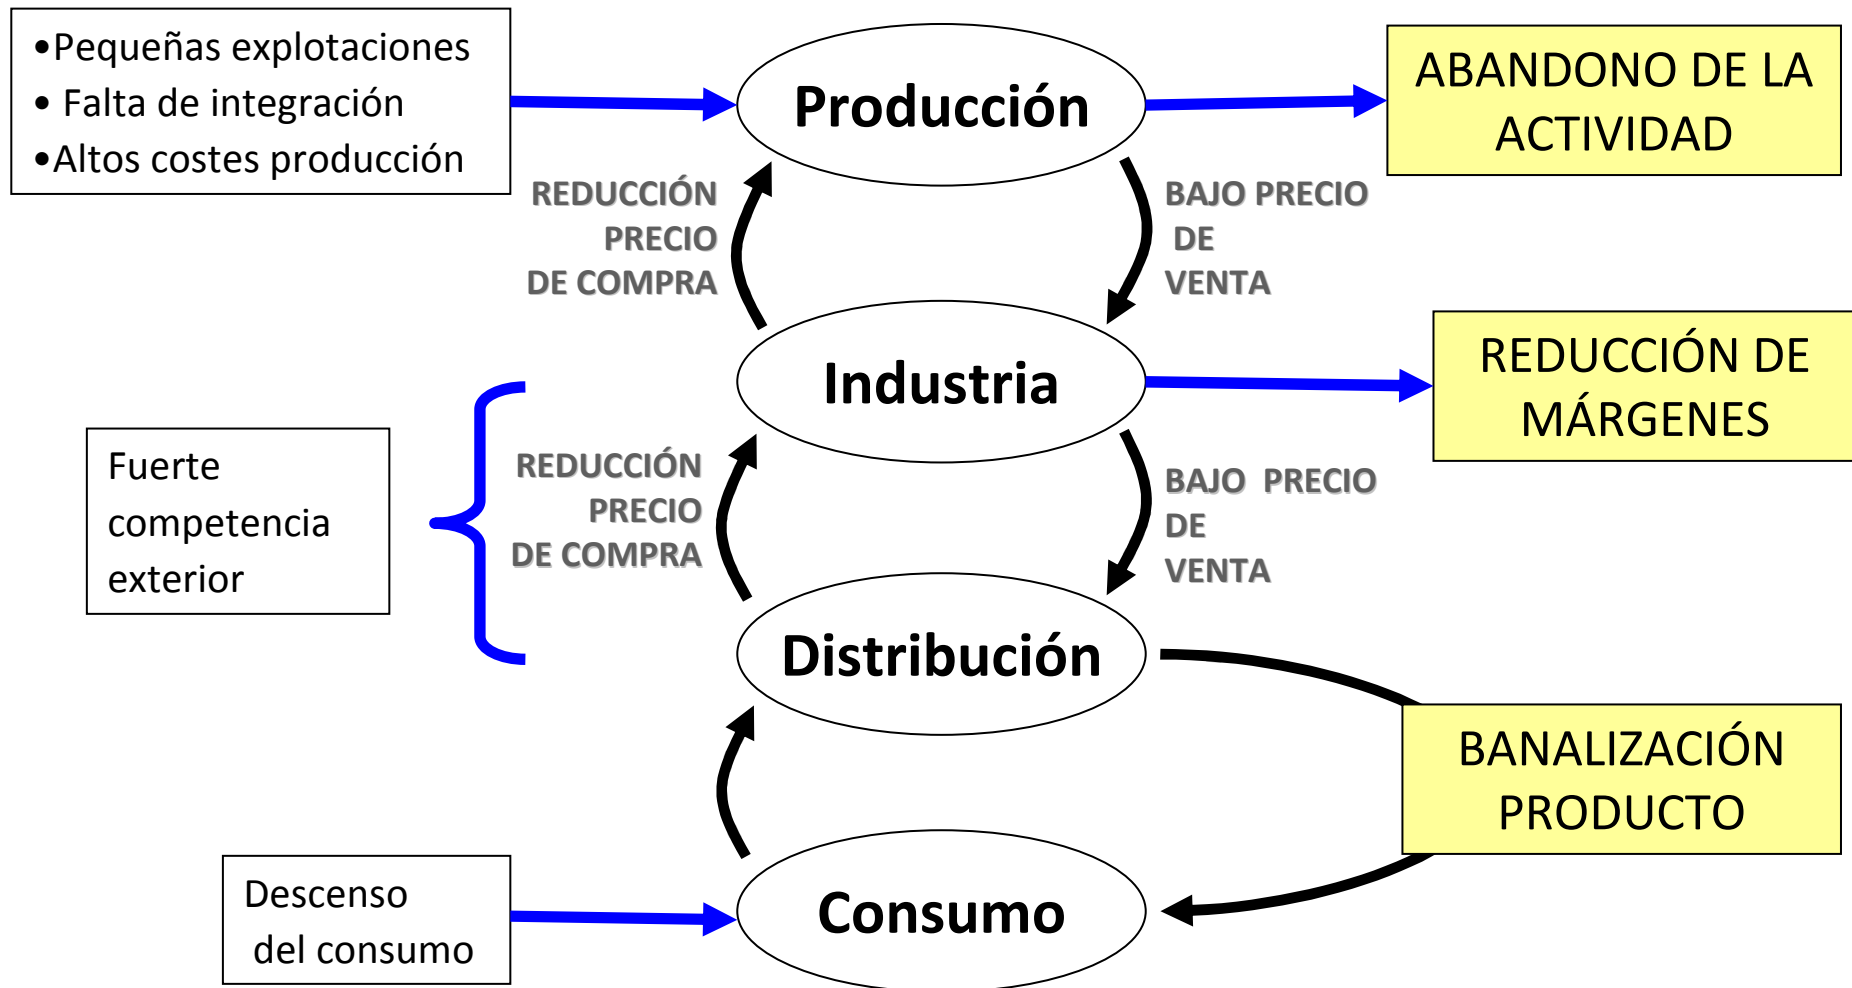 •Pequeñas explotaciones
• Falta de integración
•Altos costes producción
Producción
ABANDONO DE LA
ACTIVIDAD
REDUCCIÓN
PRECIO
DE COMPRA
BAJO PRECIO
DE
VENTA
Industria
REDUCCIÓN DE
MÁRGENES
Fuerte
competencia
exterior
REDUCCIÓN
PRECIO
DE COMPRA
BAJO PRECIO
DE
VENTA
Distribución
BANALIZACIÓN
PRODUCTO
Descenso
del consumo
Consumo